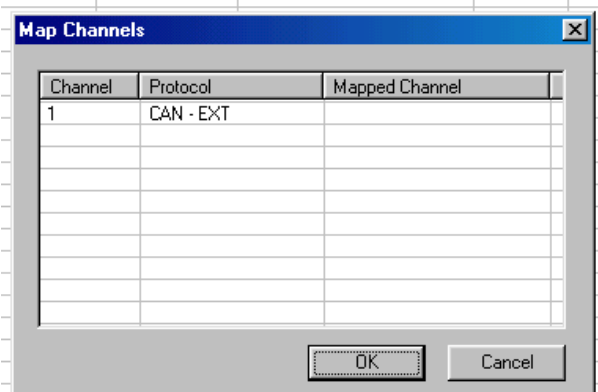 Map Channels
Channel Protocol Mapped Channel
1 CAN - EXT
OK Cancel